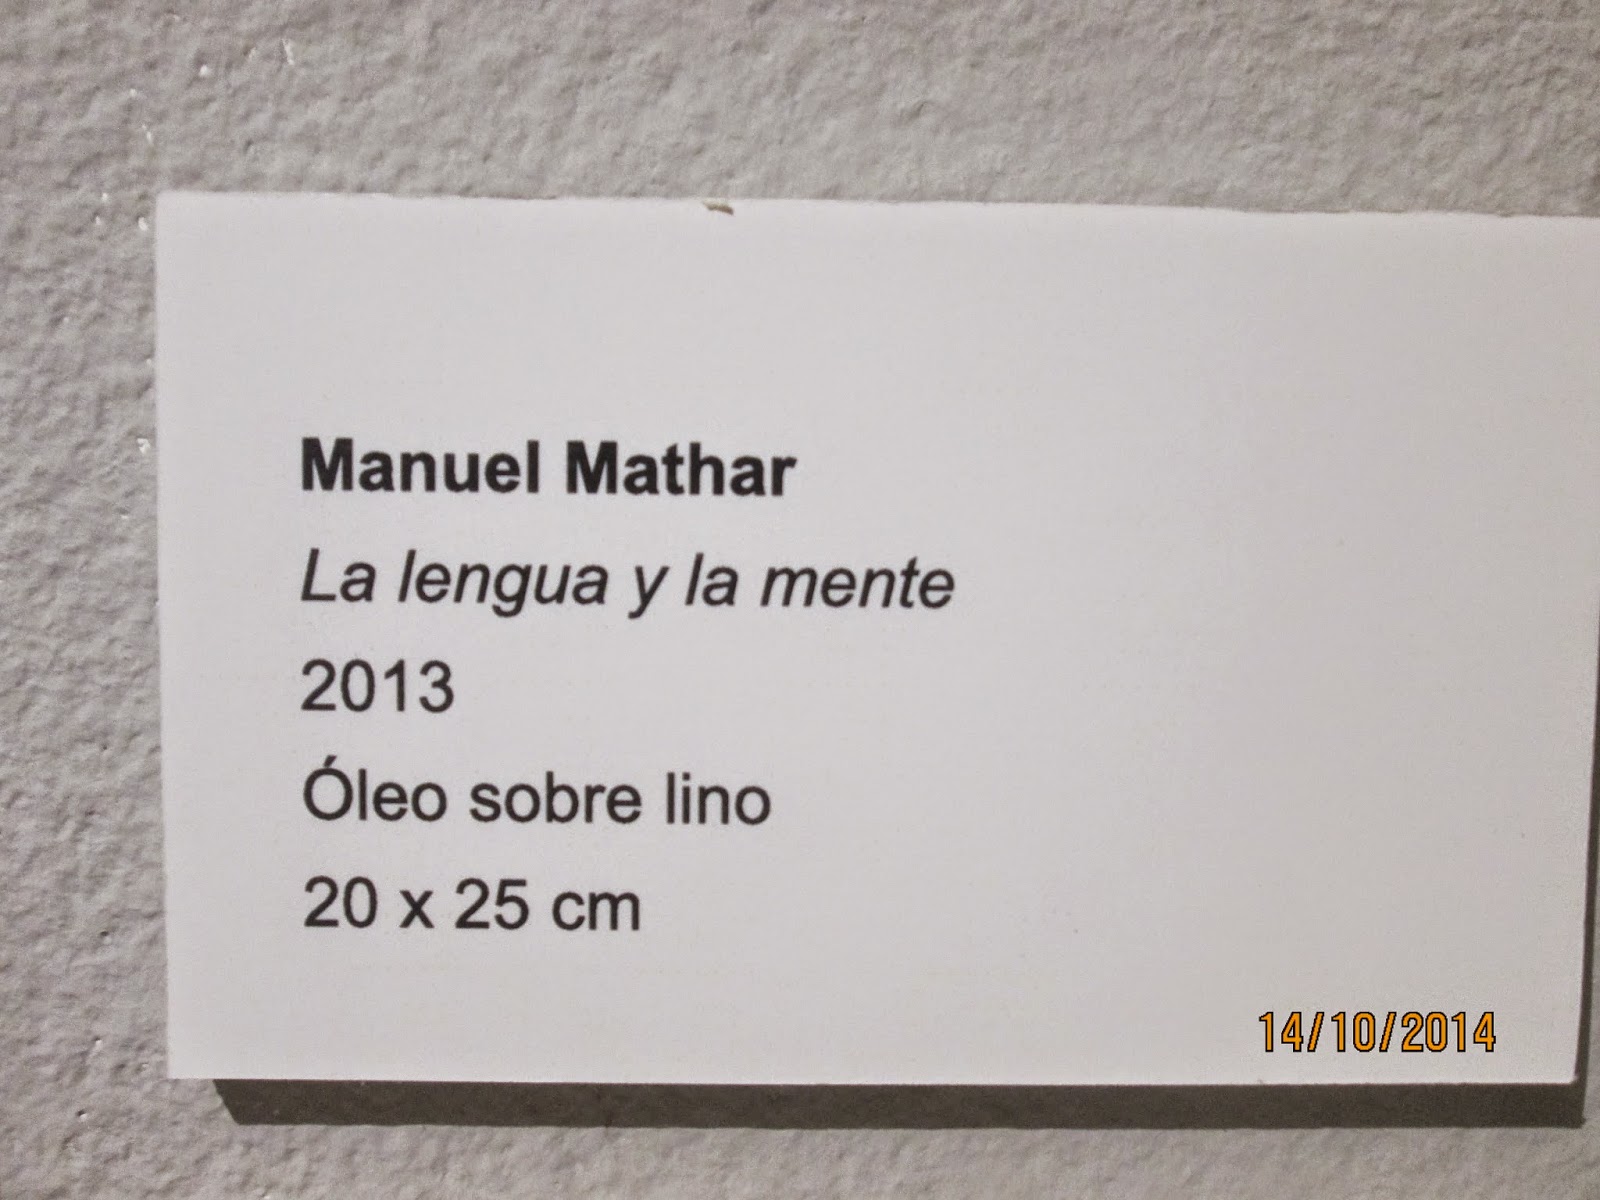 Manuel Mathar
La lengua y la mente
2013
Óleo sobre lino
20 x 25 cm
14/10/2014